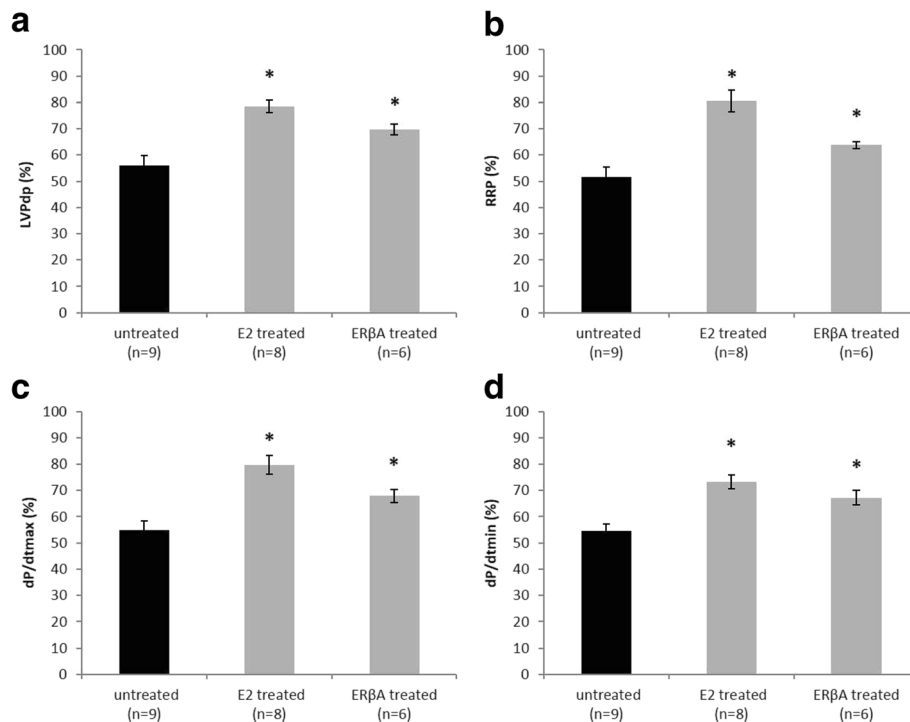 a
100
90
80
70
60
50
40
30
20
10
0
LVPdp (%)
*
*
untreated
(n=9)
E2 treated
(n=8)
ERβA treated
(n=6)
b
100
90
80
70
60
50
40
30
20
10
0
RRP (%)
*
*
untreated
(n=9)
E2 treated
(n=8)
ERβA treated
(n=6)
c
100
90
80
70
60
50
40
30
20
10
0
dP/dtmax (%)
*
*
untreated
(n=9)
E2 treated
(n=8)
ERβA treated
(n=6)
d
100
90
80
70
60
50
40
30
20
10
0
dP/dtmin (%)
*
*
untreated
(n=9)
E2 treated
(n=8)
ERβA treated
(n=6)